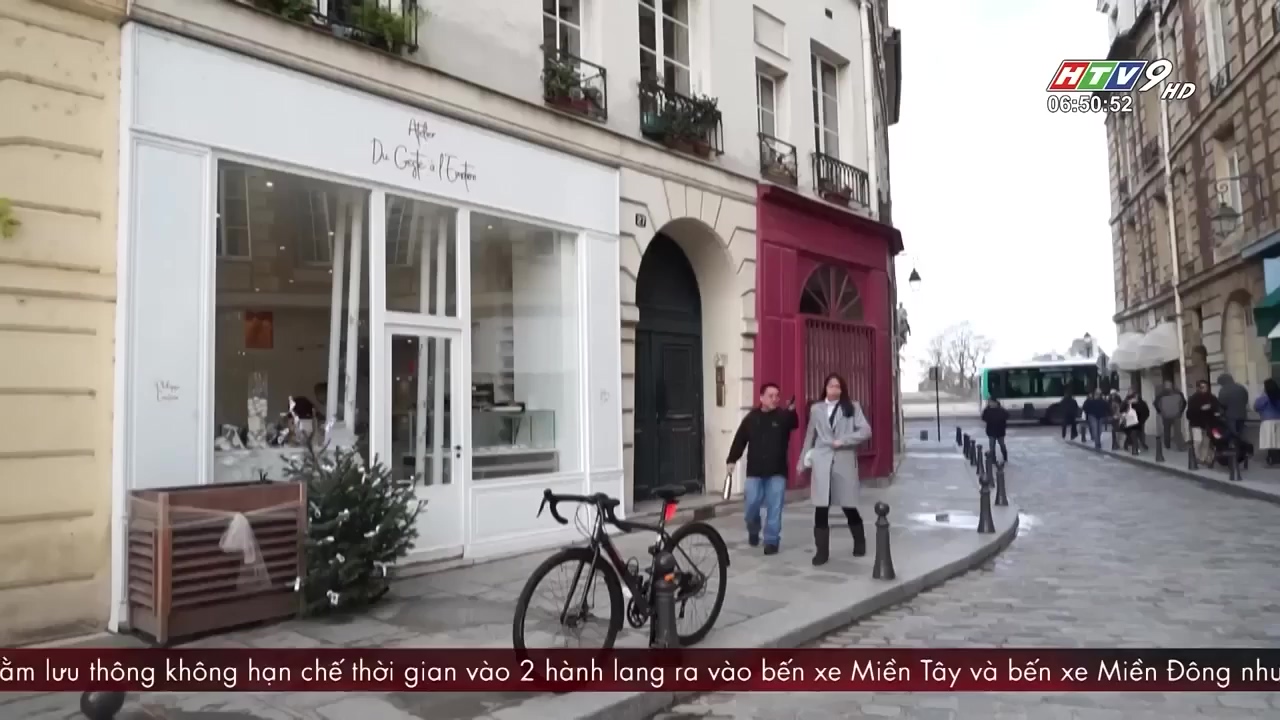 HTV9 HD
06:50:52
Atelier
Du Geste à l'Emotion
27
ằm lưu thông không hạn chế thời gian vào 2 hành lang ra vào bến xe Miền Tây và bến xe Miền Đông như